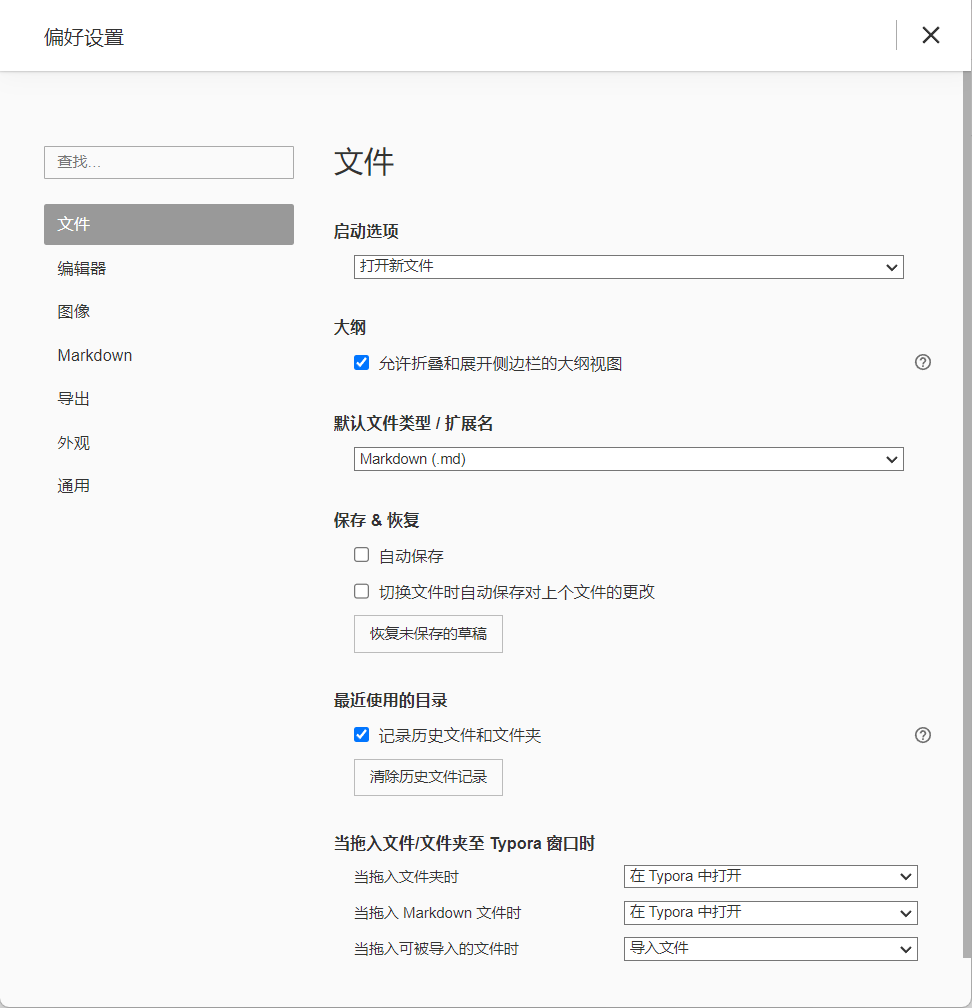 偏好设置
查找...
文件
编辑器
图像
Markdown
导出
外观
通用
文件
启动选项
打开新文件
大纲
允许折叠和展开侧边栏的大纲视图
默认文件类型 / 扩展名
Markdown (.md)
保存 & 恢复
自动保存
切换文件时自动保存对上个文件的更改
恢复未保存的草稿
最近使用的目录
记录历史文件和文件夹
清除历史文件记录
当拖入文件/文件夹至 Typora 窗口时
当拖入文件夹时 在 Typora 中打开
当拖入 Markdown 文件时 在 Typora 中打开
当拖入可被导入的文件时 导入文件